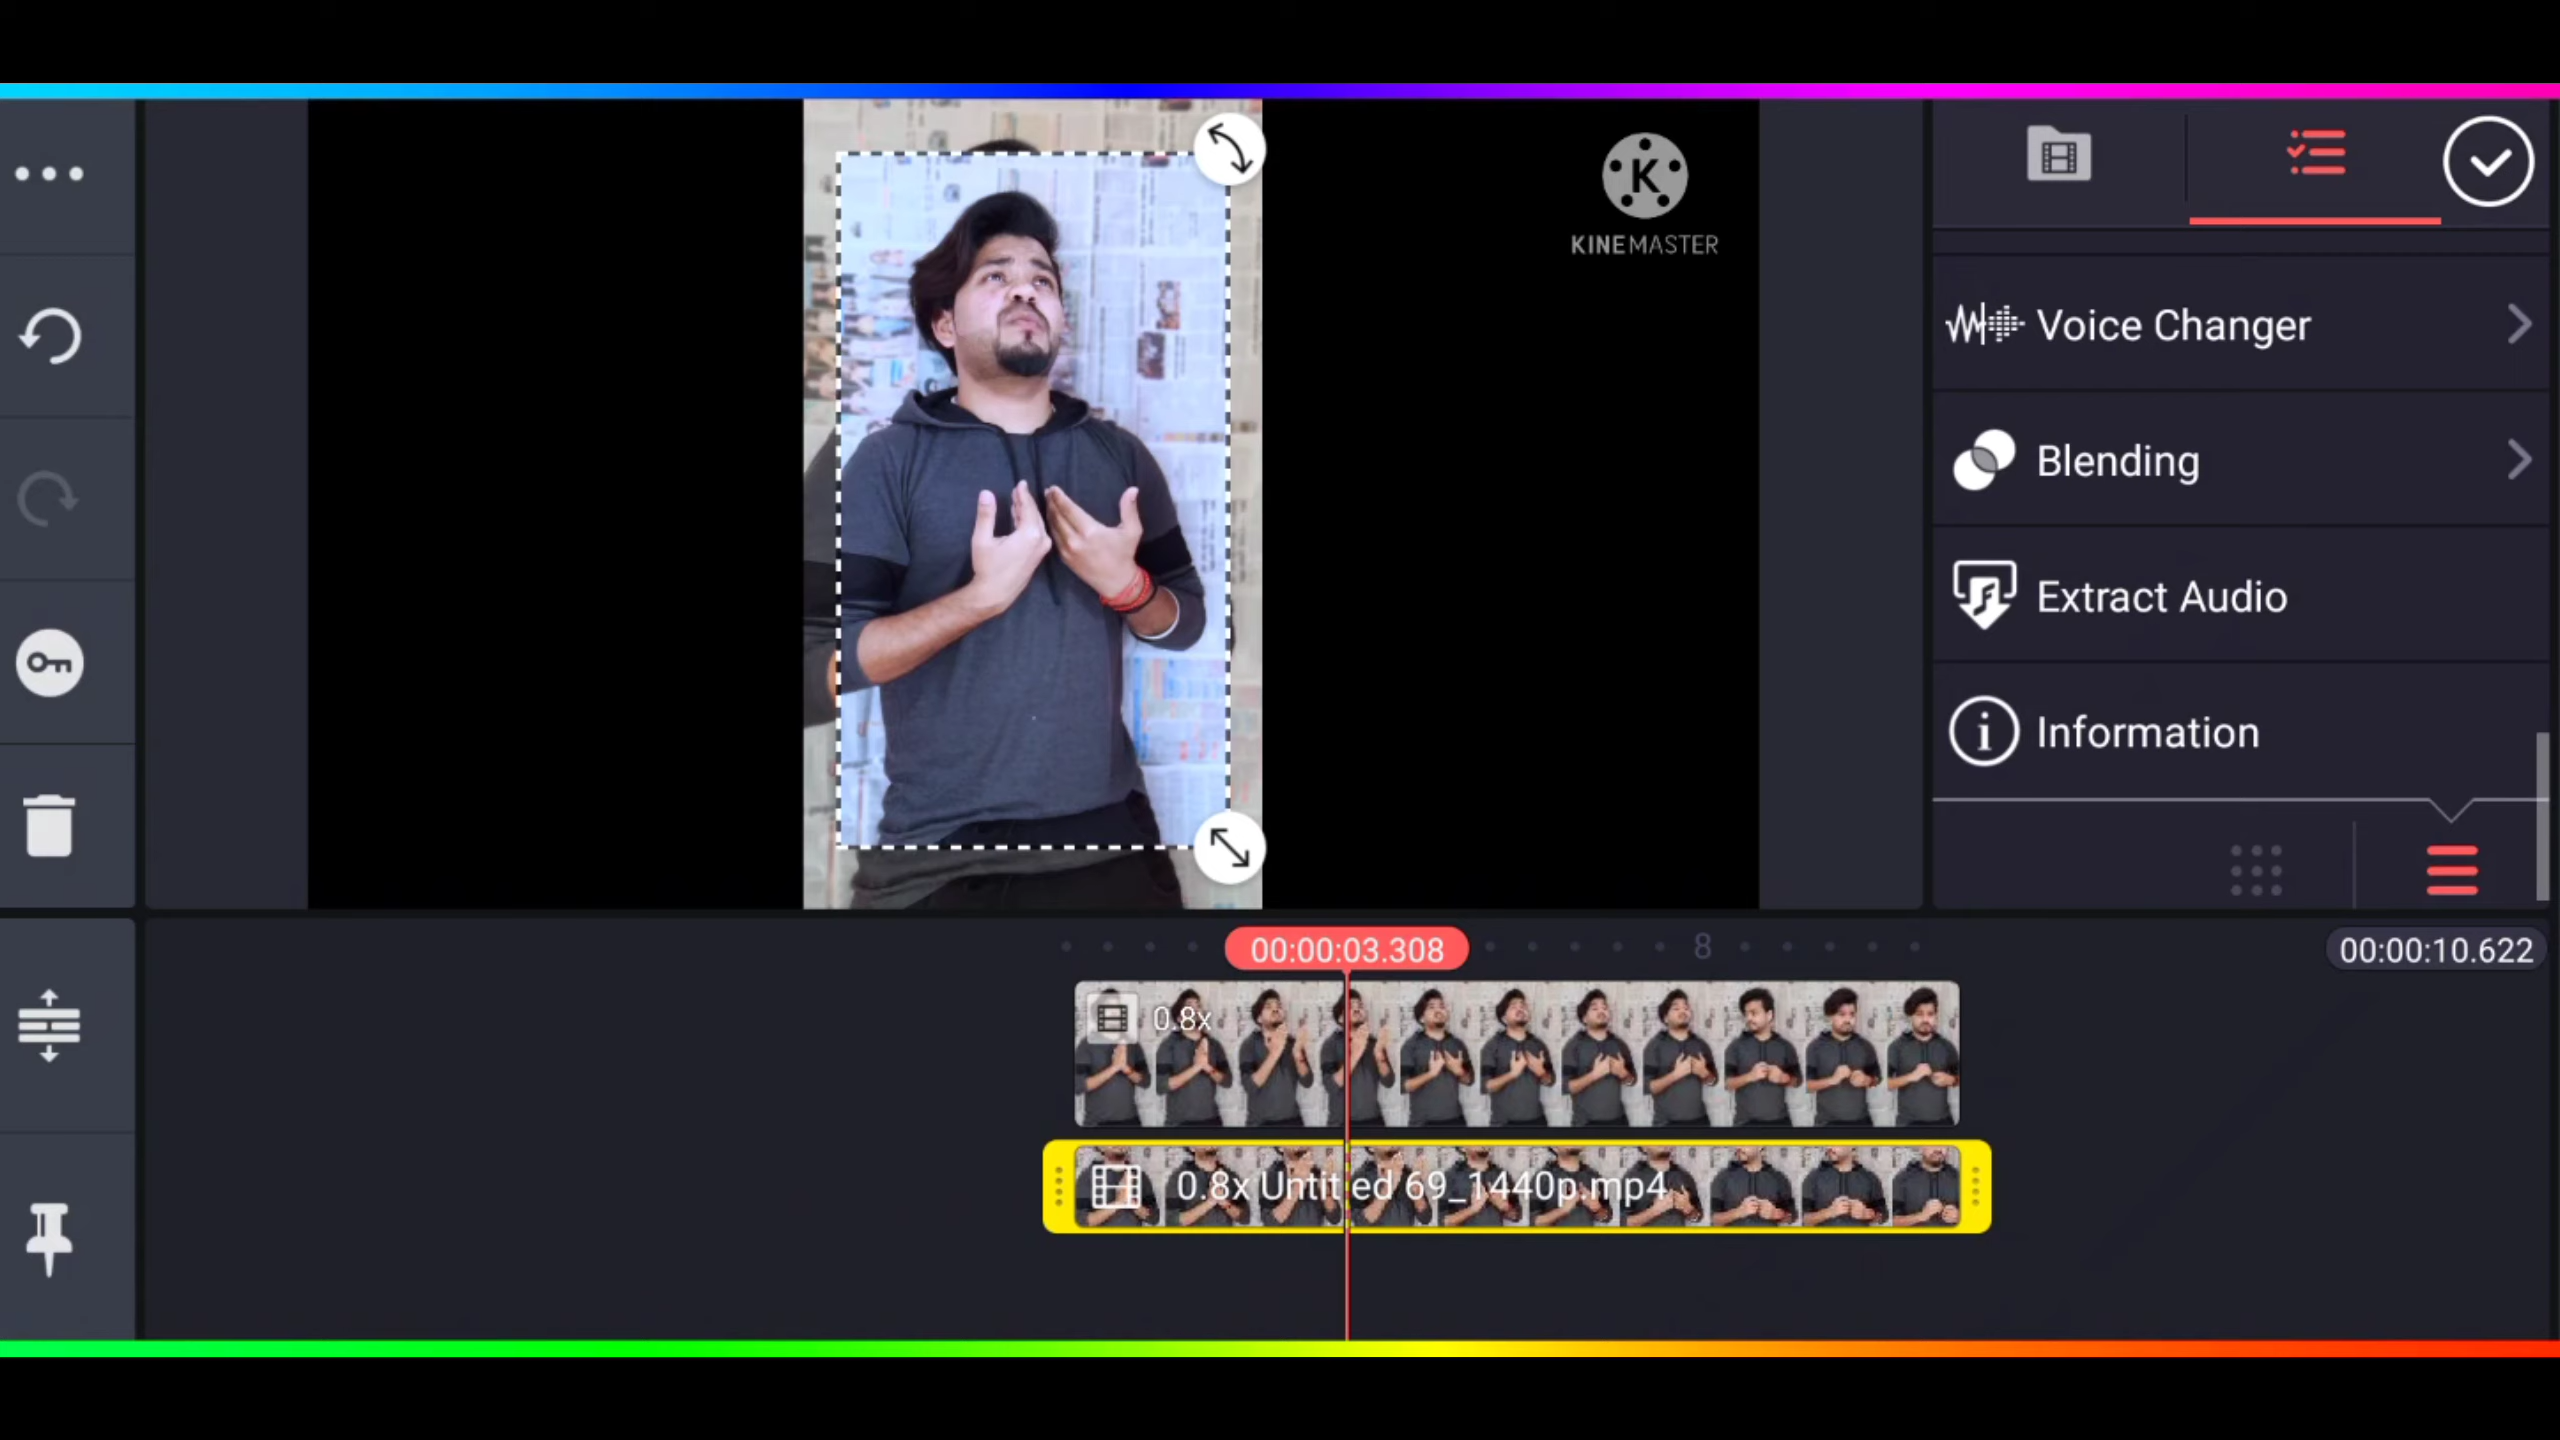 K
KINEMASTER
Voice Changer
Blending
Extract Audio
Information
00:00:03.308
8
00:00:10.622
0.8x
0.8x Untitled 69_1440p.mp4